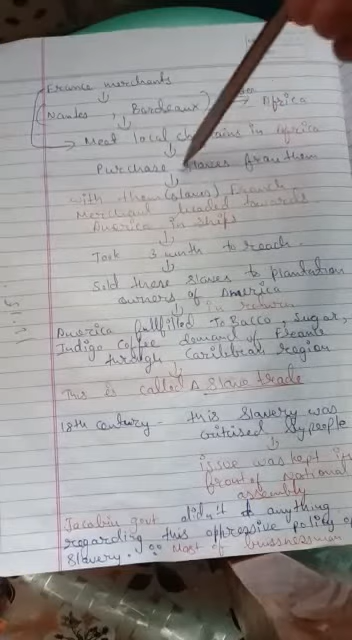 France merchants
Nantes, Bordeaux → Africa
→ Meet local chieftains in Africa
Purchase slaves from them
with them (slaves) French
Merchant headed towards
America in ships
Took 3 month to reach.
Sold these slaves to plantation
owners of America
in return
America fullfilled ToBacco, sugar,
Indigo coffee demand of France
through Caribbean region
This is called A Slave trade
18th Century - this slavery was
critised by people
issue was kept in
front of National
assembly
Jacobin govt didn't do anything
regarding this oppressive policy of
slavery. Most of bussnessman